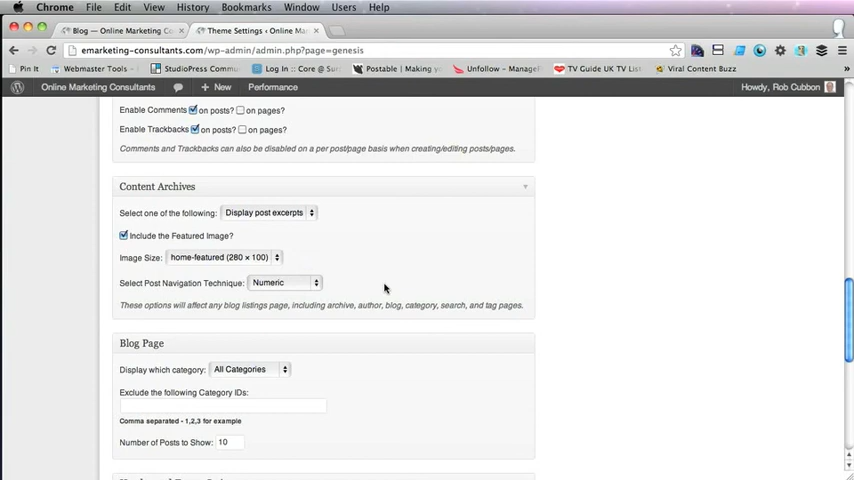 Chrome File Edit View History Bookmarks Window Users Help
Blog — Online Marketing Co Theme Settings ‹ Online Mar
emarketing-consultants.com/wp-admin/admin.php?page=genesis
Pin It Webmaster Tools StudioPress Community Log In :: Core @ Sur Postable | Making yo Unfollow - Manage TV Guide UK TV List Viral Content Buzz
Online Marketing Consultants + New Performance Howdy, Rob Cubbon
Enable Comments on posts? on pages?
Enable Trackbacks on posts? on pages?
Comments and Trackbacks can also be disabled on a per post/page basis when creating/editing posts/pages.
Content Archives
Select one of the following: Display post excerpts
Include the Featured Image?
Image Size: home-featured (280 × 100)
Select Post Navigation Technique: Numeric
These options will affect any blog listings page, including archive, author, blog, category, search, and tag pages.
Blog Page
Display which category: All Categories
Exclude the following Category IDs:
Comma separated - 1,2,3 for example
Number of Posts to Show: 10